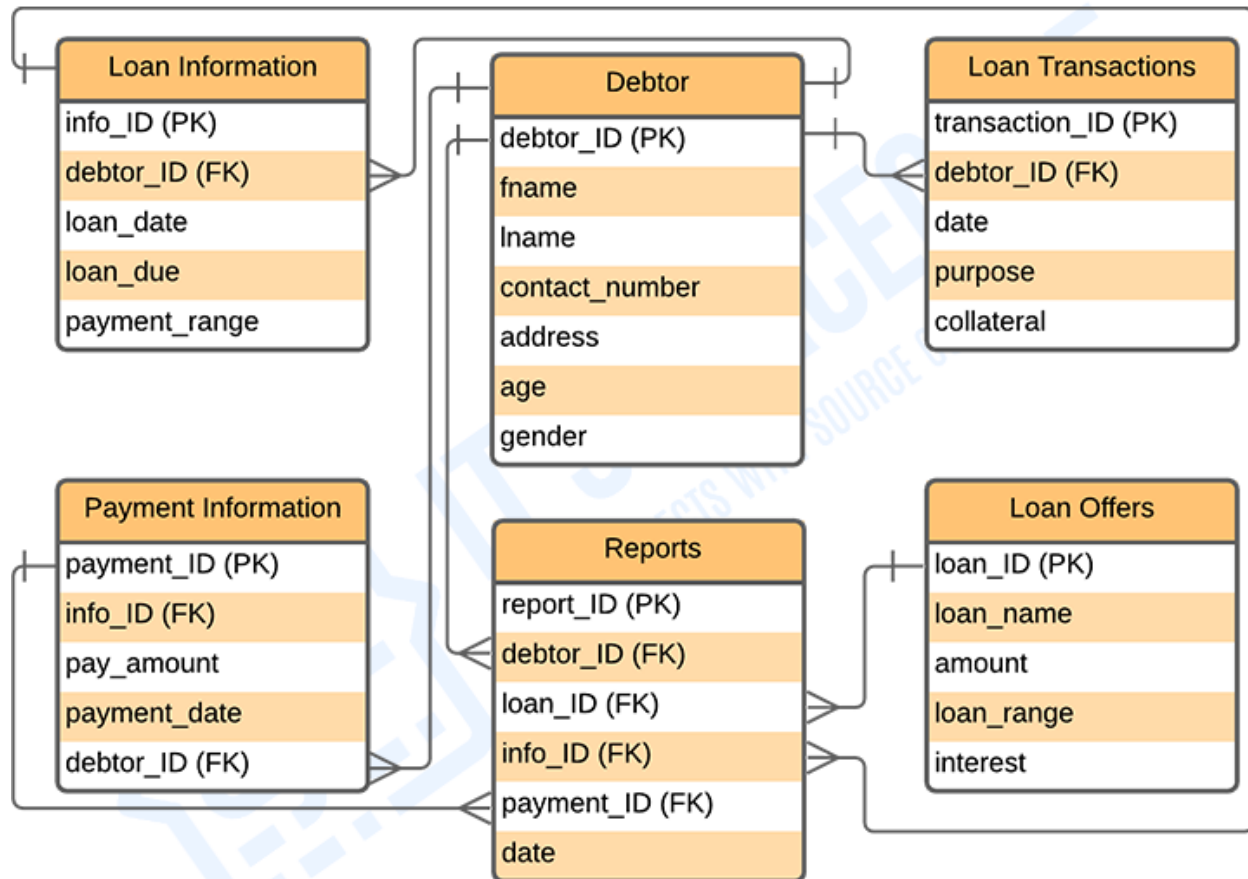 Loan Information
info_ID (PK)
debtor_ID (FK)
loan_date
loan_due
payment_range
Debtor
debtor_ID (PK)
fname
lname
contact_number
address
age
gender
Loan Transactions
transaction_ID (PK)
debtor_ID (FK)
date
purpose
collateral
Payment Information
payment_ID (PK)
info_ID (FK)
pay_amount
payment_date
debtor_ID (FK)
Reports
report_ID (PK)
debtor_ID (FK)
loan_ID (FK)
info_ID (FK)
payment_ID (FK)
date
Loan Offers
loan_ID (PK)
loan_name
amount
loan_range
interest